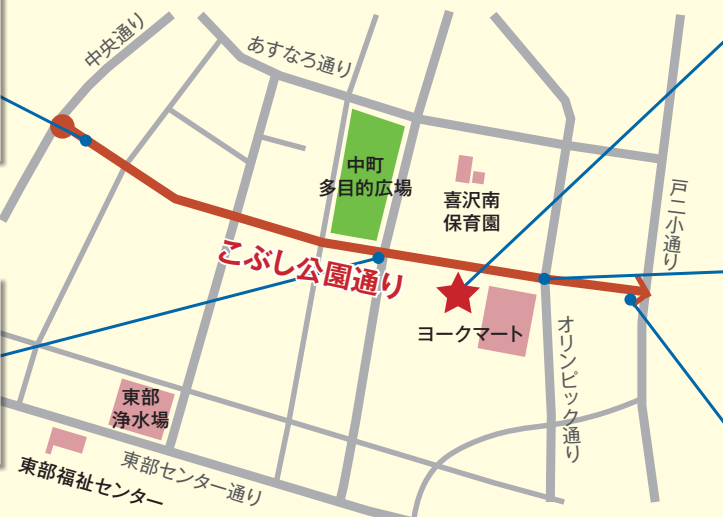 中央通り
あすなろ通り
中町
多目的広場
喜沢南
保育園
戸二小通り
こぶし公園通り
ヨークマート
オリンピック通り
東部
浄水場
東部福祉センター
東部センター通り